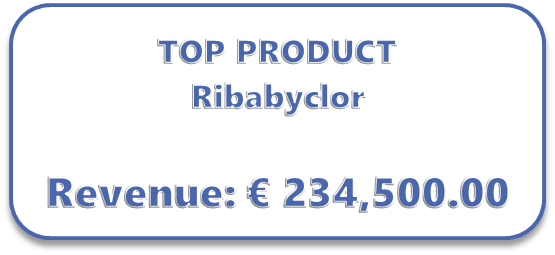 TOP PRODUCT
Ribabyclor
Revenue: € 234,500.00